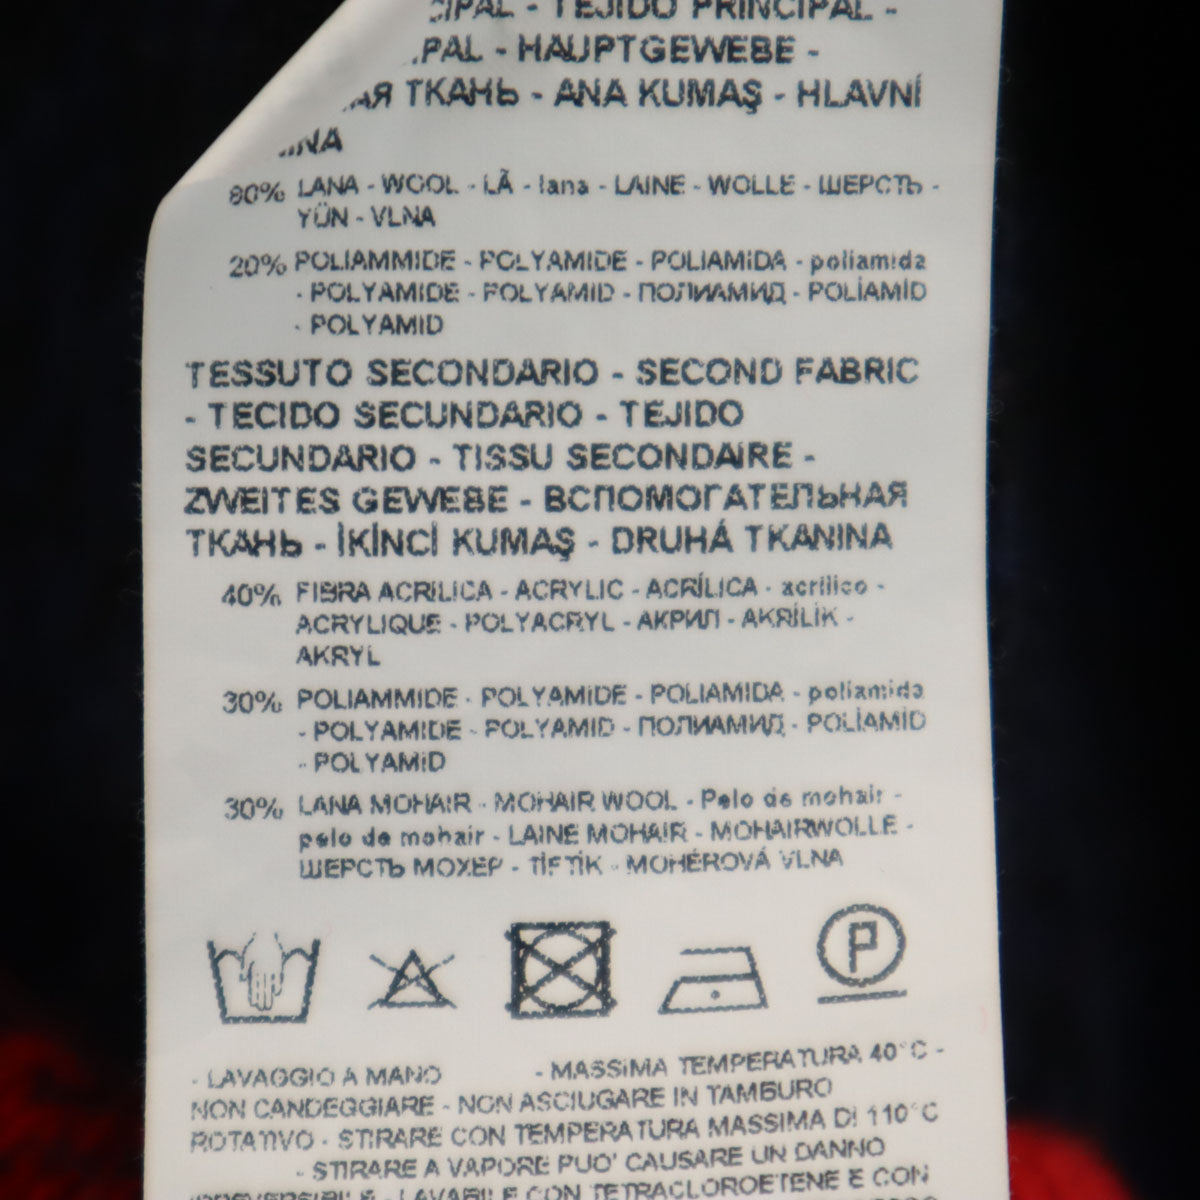 - TEJIDO PRINCIPAL -
- HAUPTGEWEBE -
ТКАНЬ - ANA KUMAŞ - HLAVNÍ
80% LANA - WOOL - LÃ - lana - LAINE - WOLLE - ШЕРСТЬ -
YÜN - VLNA
20% POLIAMMIDE - POLYAMIDE - POLIAMIDA - poliamida
- POLYAMIDE - POLYAMID - ПОЛИАМИД - POLİAMİD
- POLYAMID
TESSUTO SECONDARIO - SECOND FABRIC
- TECIDO SECUNDARIO - TEJIDO
SECUNDARIO - TISSU SECONDAIRE -
ZWEITES GEWEBE - ВСПОМОГАТЕЛЬНАЯ
ТКАНЬ - İKİNCİ KUMAŞ - DRUHÁ TKANINA
40% FIBRA ACRILICA - ACRYLIC - ACRÍLICA - acrilico -
ACRYLIQUE - POLYACRYL - АКРИЛ - AKRİLİK -
AKRYL
30% POLIAMMIDE - POLYAMIDE - POLIAMIDA - poliamida
- POLYAMIDE - POLYAMID - ПОЛИАМИД - POLİAMİD
- POLYAMID
30% LANA MOHAIR - MOHAIR WOOL - Pelo de mohair -
pelo de mohair - LAINE MOHAIR - MOHAIRWOLLE -
ШЕРСТЬ МОХЕР - TİFTİK - MOHÉROVÁ VLNA
P
- LAVAGGIO A MANO - MASSIMA TEMPERATURA 40°C -
NON CANDEGGIARE - NON ASCIUGARE IN TAMBURO
ROTATIVO - STIRARE CON TEMPERATURA MASSIMA DI 110°C
- STIRARE A VAPORE PUO' CAUSARE UN DANNO
IRREVERSIBILE - LAVABILE CON TETRACLOROETENE E CON